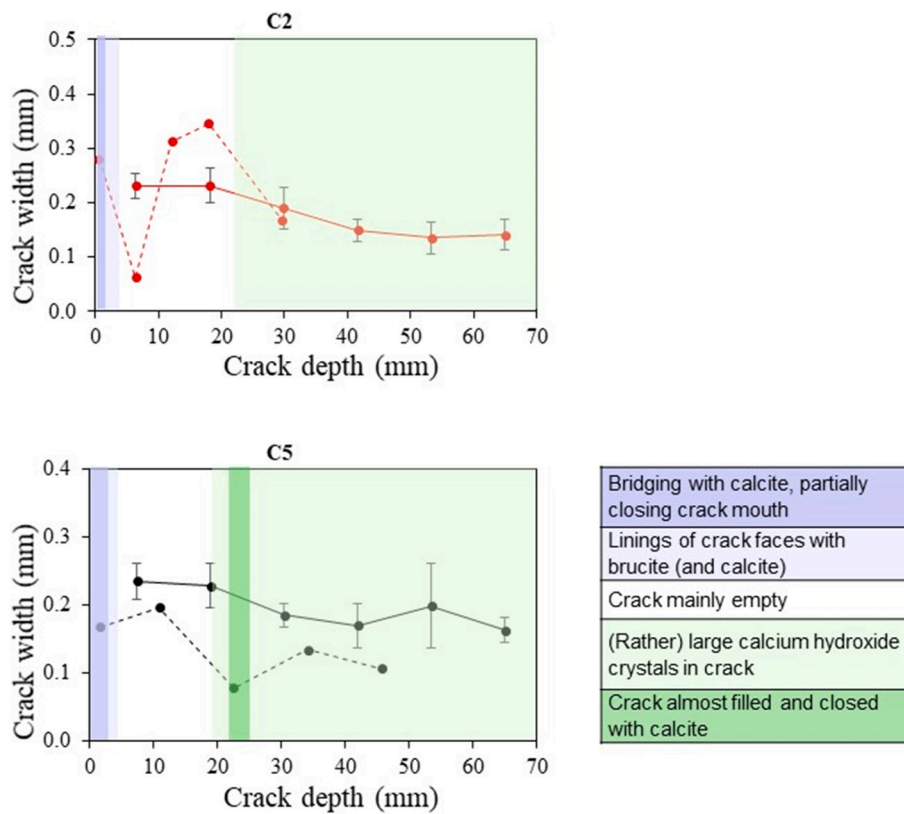 C2
0.5
0.4
0.3
0.2
0.1
0.0
Crack width (mm)
0 10 20 30 40 50 60 70
Crack depth (mm)
C5
0.4
0.3
0.2
0.1
0.0
Crack width (mm)
0 10 20 30 40 50 60 70
Crack depth (mm)
Bridging with calcite, partially
closing crack mouth
Linings of crack faces with
brucite (and calcite)
Crack mainly empty
(Rather) large calcium hydroxide
crystals in crack
Crack almost filled and closed
with calcite